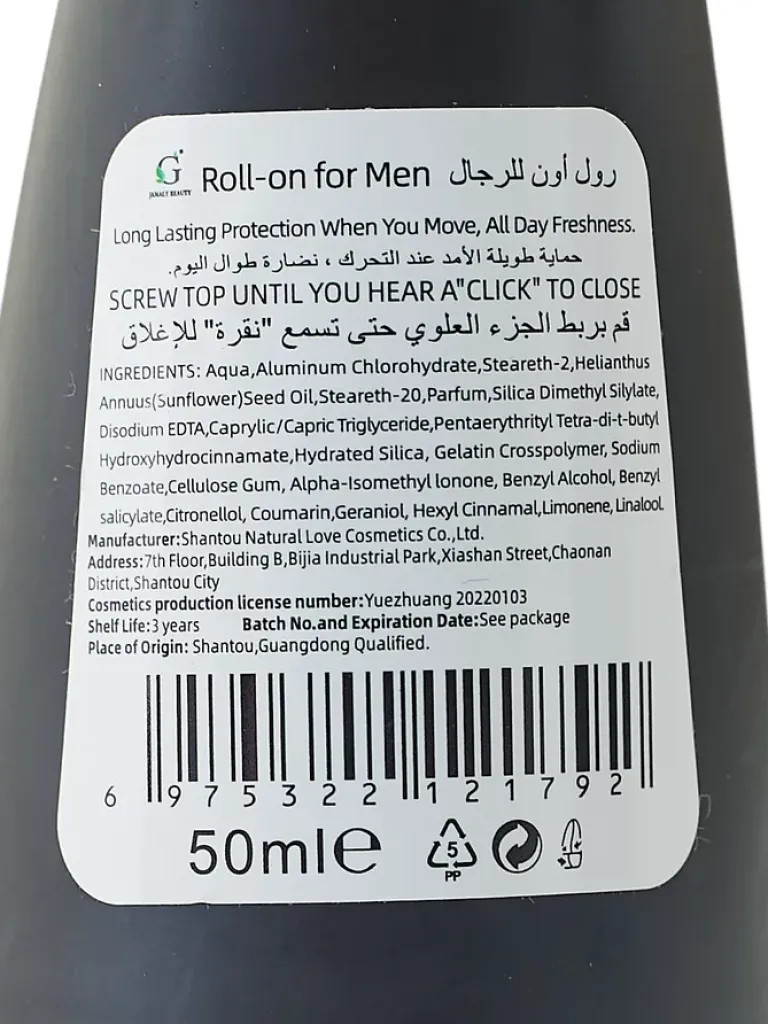 G
JANALY BEAUTY
Roll-on for Men رول أون للرجال
Long Lasting Protection When You Move, All Day Freshness.
حماية طويلة الأمد عند التحرك ، نضارة طوال اليوم.
SCREW TOP UNTIL YOU HEAR A"CLICK" TO CLOSE
قم بربط الجزء العلوي حتى تسمع "نقرة" للإغلاق
INGREDIENTS: Aqua,Aluminum Chlorohydrate,Steareth-2,Helianthus
Annuus(Sunflower)Seed Oil,Steareth-20,Parfum,Silica Dimethyl Silylate,
Disodium EDTA,Caprylic/Capric Triglyceride,Pentaerythrityl Tetra-di-t-butyl
Hydroxyhydrocinnamate,Hydrated Silica, Gelatin Crosspolymer, Sodium
Benzoate,Cellulose Gum, Alpha-Isomethyl lonone, Benzyl Alcohol, Benzyl
salicylate,Citronellol, Coumarin,Geraniol, Hexyl Cinnamal,Limonene, Linalool.
Manufacturer:Shantou Natural Love Cosmetics Co.,Ltd.
Address:7th Floor,Building B,Bijia Industrial Park,Xiashan Street,Chaonan
District,Shantou City
Cosmetics production license number:Yuezhuang 20220103
Shelf Life:3 years Batch No.and Expiration Date:See package
Place of Origin: Shantou,Guangdong Qualified.
6 975322 121792
50ml℮
5
PP